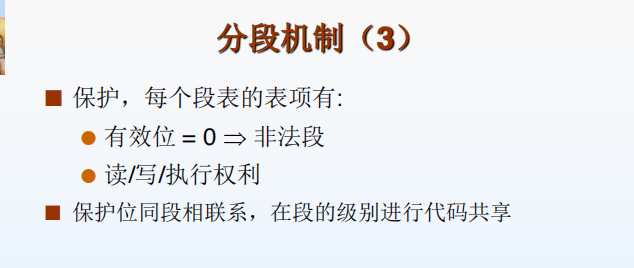 分段机制（3）
保护，每个段表的表项有:
有效位 = 0 ⇒ 非法段
读/写/执行权利
保护位同段相联系，在段的级别进行代码共享